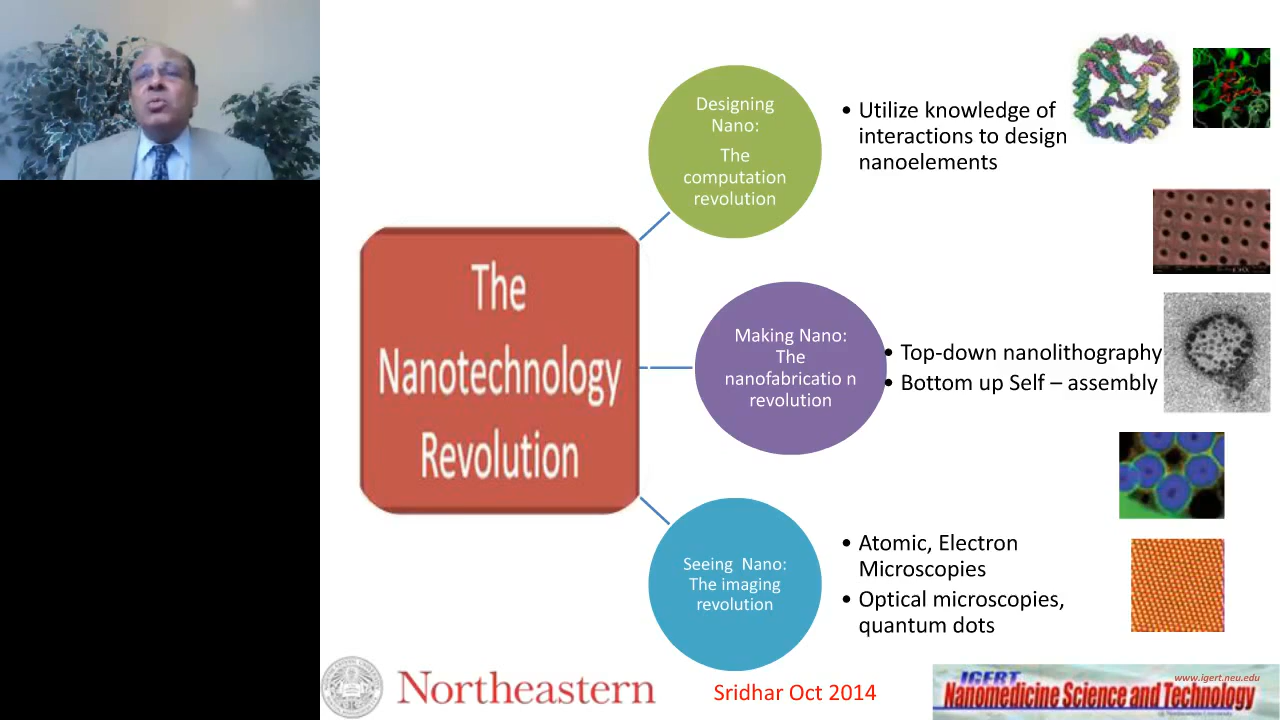 The
Nanotechnology
Revolution
Designing
Nano:
The
computation
revolution
• Utilize knowledge of
interactions to design
nanoelements
Making Nano:
The
nanofabricatio n
revolution
• Top-down nanolithography
• Bottom up Self – assembly
Seeing Nano:
The imaging
revolution
• Atomic, Electron
Microscopies
• Optical microscopies,
quantum dots
Northeastern
Sridhar Oct 2014
www.igert.neu.edu
IGERT
Nanomedicine Science and Technology